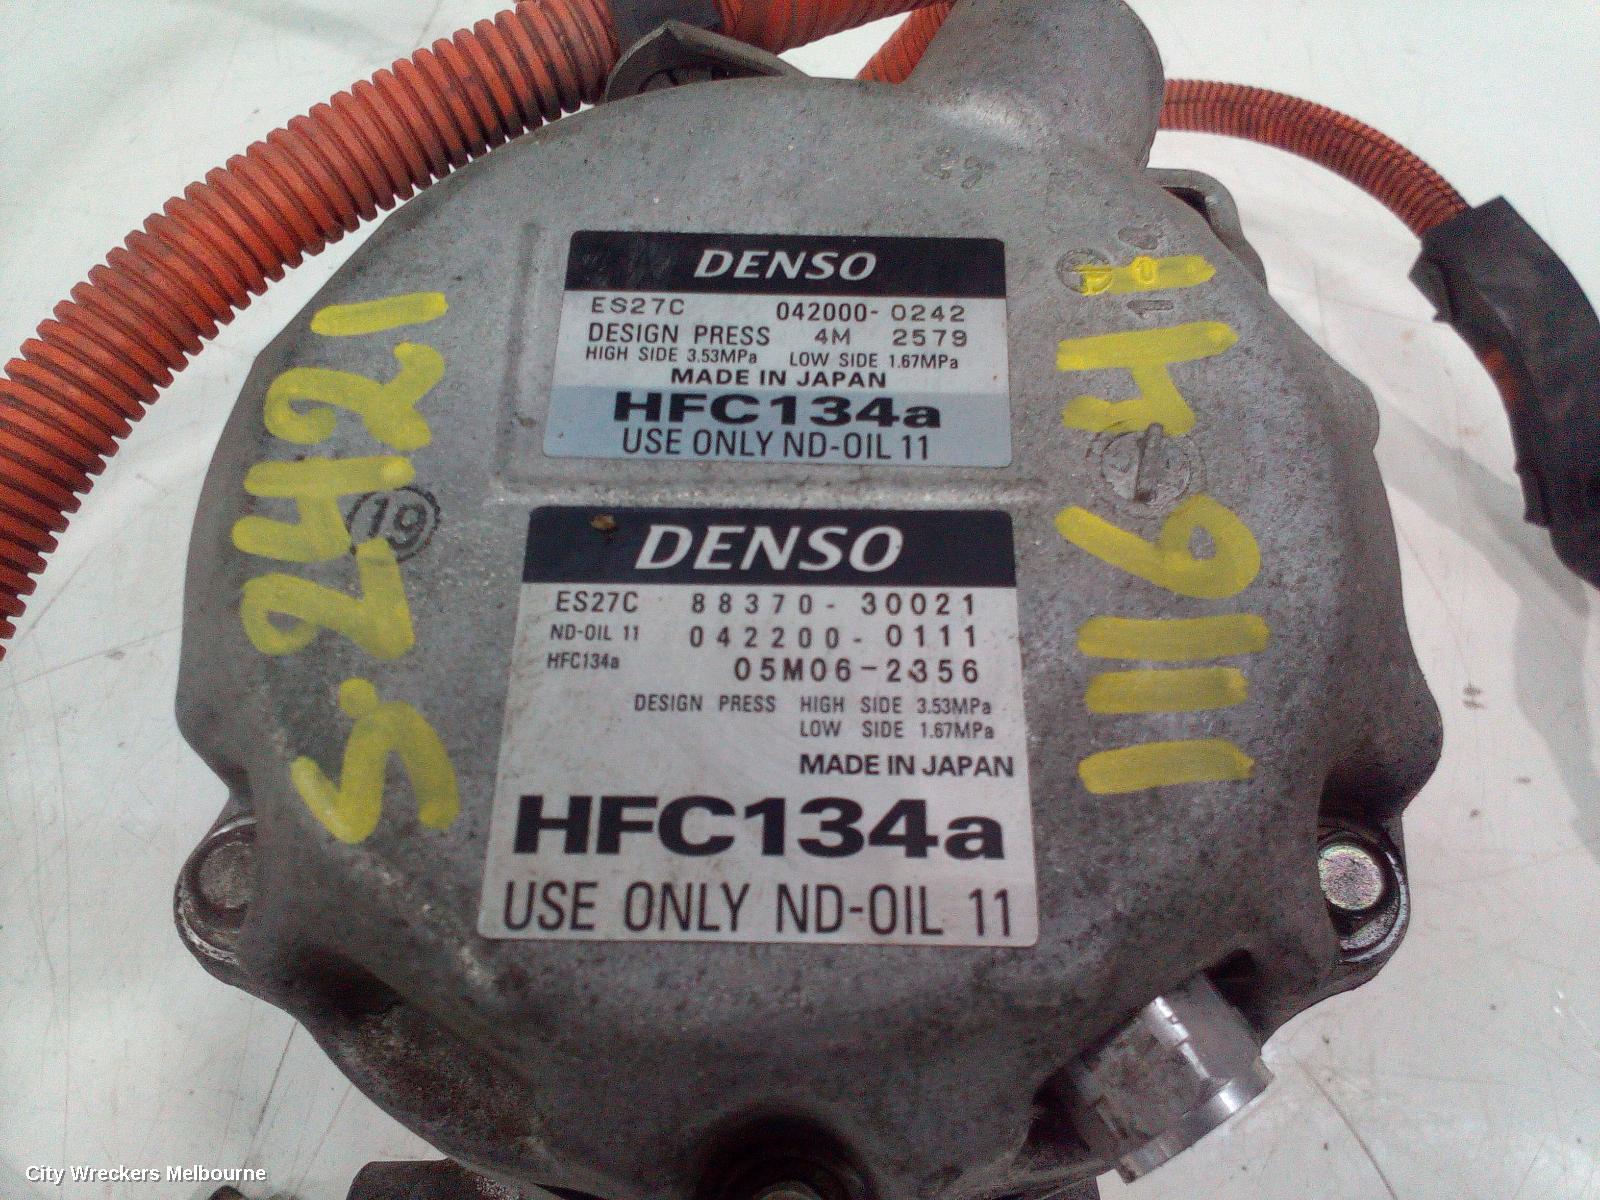 DENSO
ES27C 042000-0242
DESIGN PRESS 4M 2579
HIGH SIDE 3.53MPa LOW SIDE 1.67MPa
MADE IN JAPAN
HFC134a
USE ONLY ND-OIL 11
DENSO
ES27C 88370-30021
ND-OIL 11 042200-0111
HFC134a 05M06-2356
DESIGN PRESS HIGH SIDE 3.53MPa
LOW SIDE 1.67MPa
MADE IN JAPAN
HFC134a
USE ONLY ND-OIL 11
S.2421
19
City Wreckers Melbourne